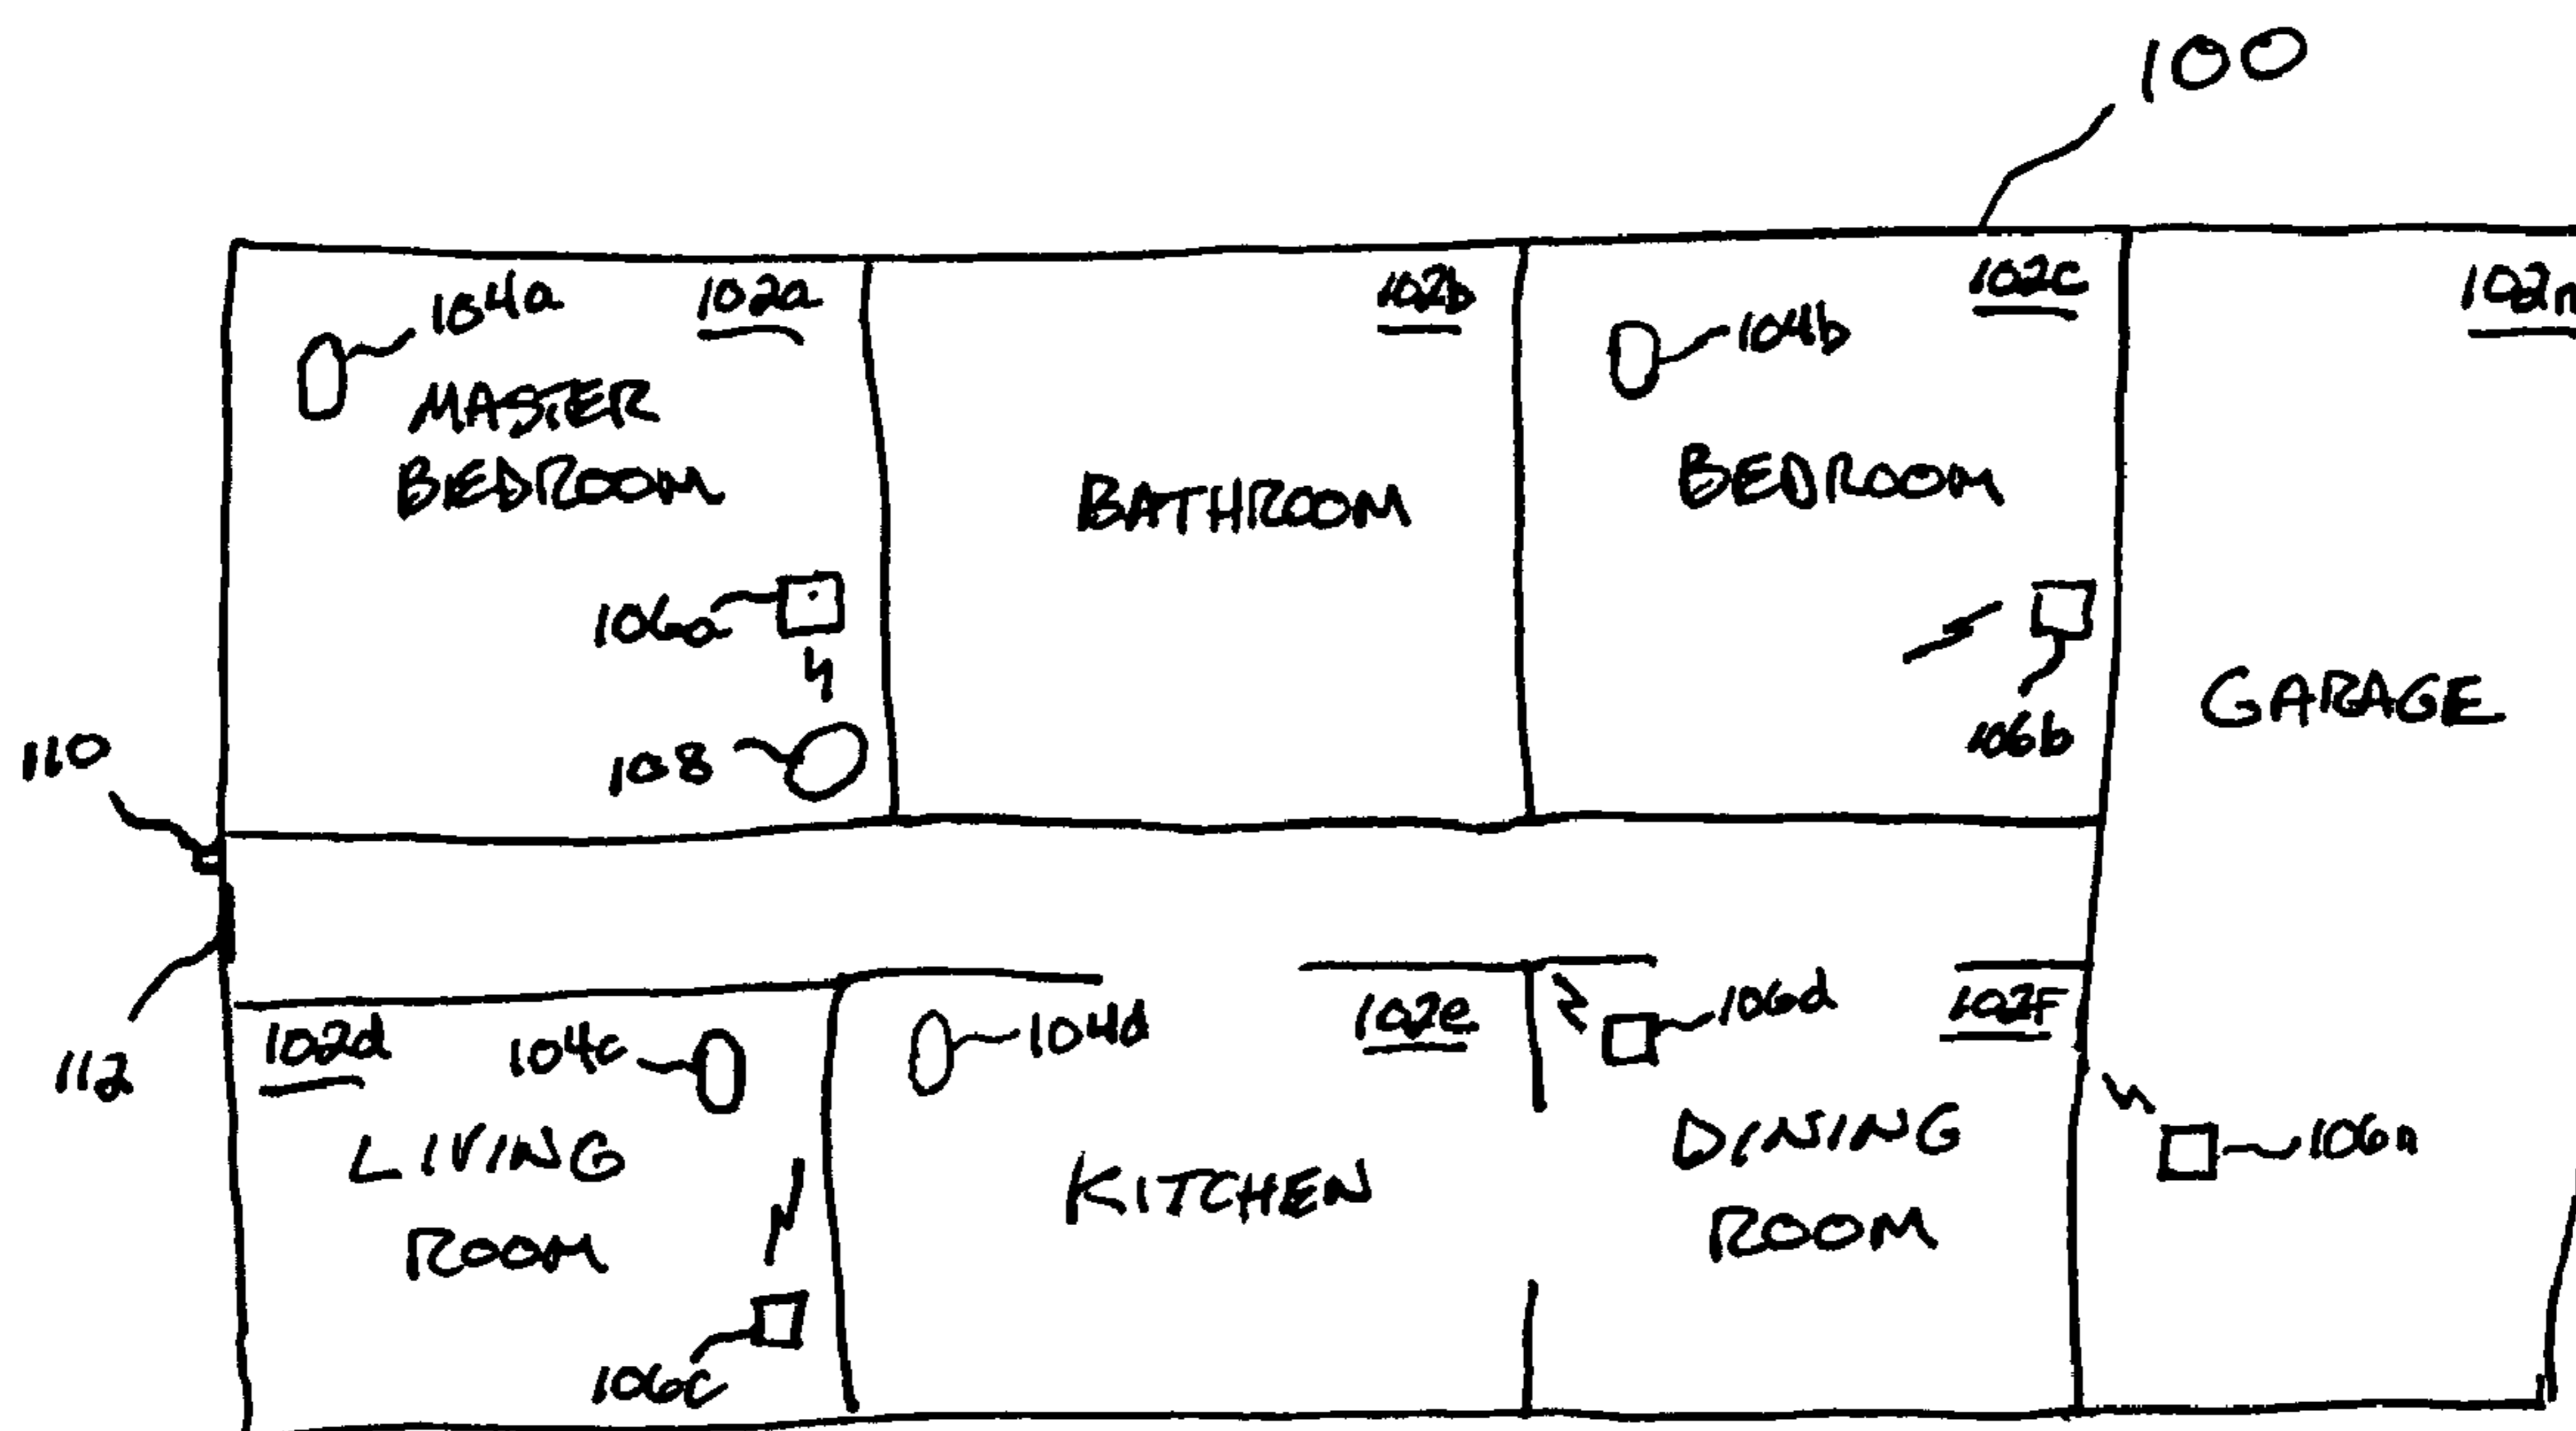 100
104a
102a
102b
102c
102n
104b
MASTER
BEDROOM
BATHROOM
BEDROOM
106a
106b
GARAGE
108
110
112
102d
104c
104d
102e
106d
102f
LIVING
ROOM
KITCHEN
DINING
ROOM
106n
106c